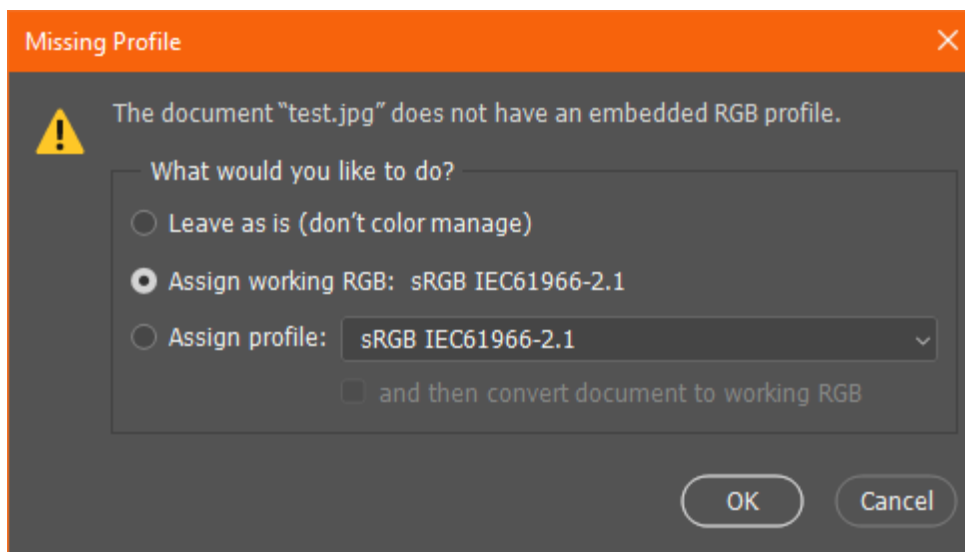 Missing Profile
The document “test.jpg” does not have an embedded RGB profile.
What would you like to do?
Leave as is (don’t color manage)
Assign working RGB: sRGB IEC61966-2.1
Assign profile: sRGB IEC61966-2.1
and then convert document to working RGB
OK Cancel